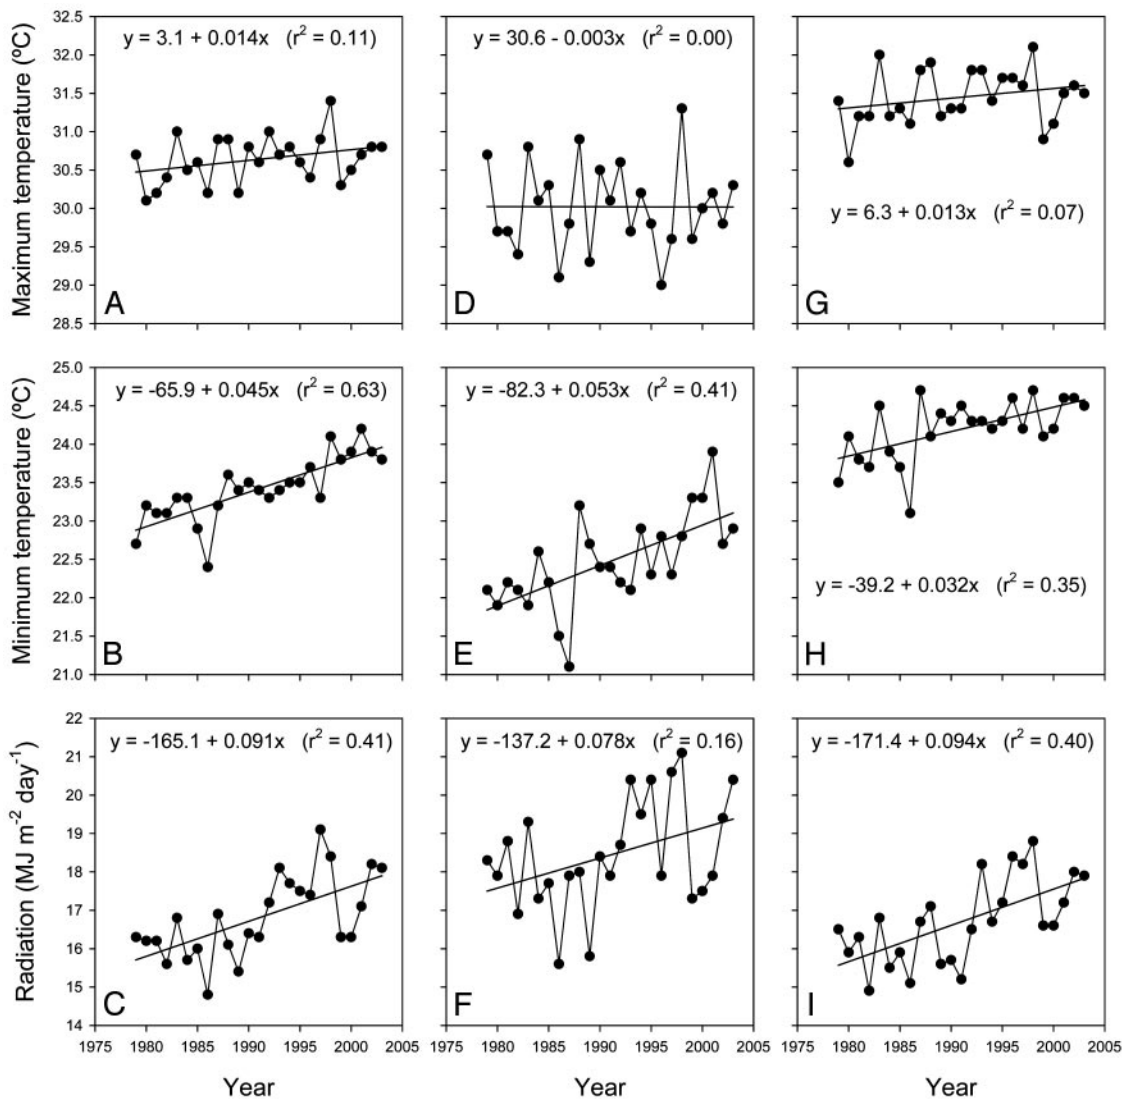 Maximum temperature (ºC)
32.5
32.0
31.5
31.0
30.5
30.0
29.5
29.0
28.5
y = 3.1 + 0.014x (r² = 0.11)
A
y = 30.6 - 0.003x (r² = 0.00)
D
y = 6.3 + 0.013x (r² = 0.07)
G
Minimum temperature (ºC)
25.0
24.5
24.0
23.5
23.0
22.5
22.0
21.5
21.0
y = -65.9 + 0.045x (r² = 0.63)
B
y = -82.3 + 0.053x (r² = 0.41)
E
y = -39.2 + 0.032x (r² = 0.35)
H
Radiation (MJ m⁻² day⁻¹)
22
21
20
19
18
17
16
15
14
y = -165.1 + 0.091x (r² = 0.41)
C
y = -137.2 + 0.078x (r² = 0.16)
F
y = -171.4 + 0.094x (r² = 0.40)
I
1975 1980 1985 1990 1995 2000 2005
1980 1985 1990 1995 2000
1975 1980 1985 1990 1995 2000 2005
Year Year Year